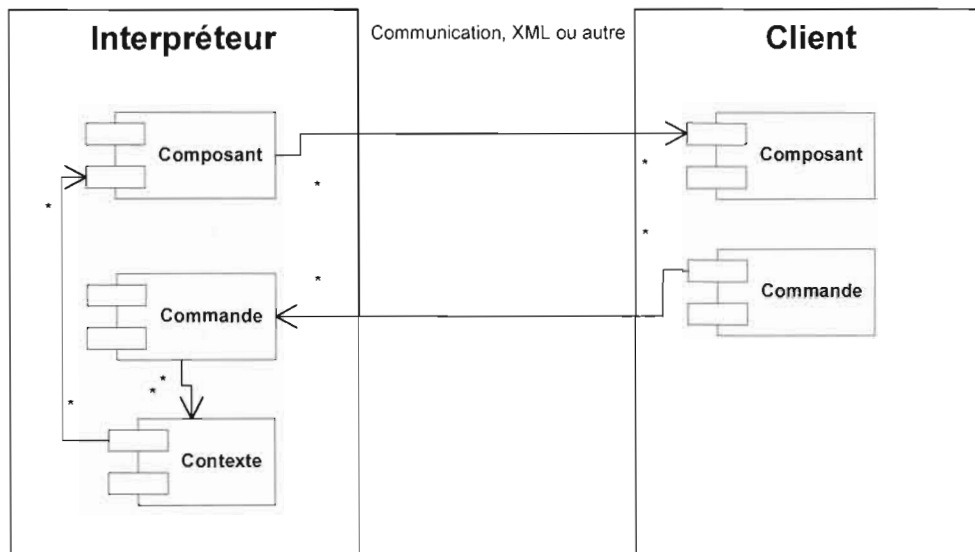 Interpréteur
Communication, XML ou autre
Client
Composant
*
*
Composant
*
*
*
Commande
Commande
*
*
*
Contexte